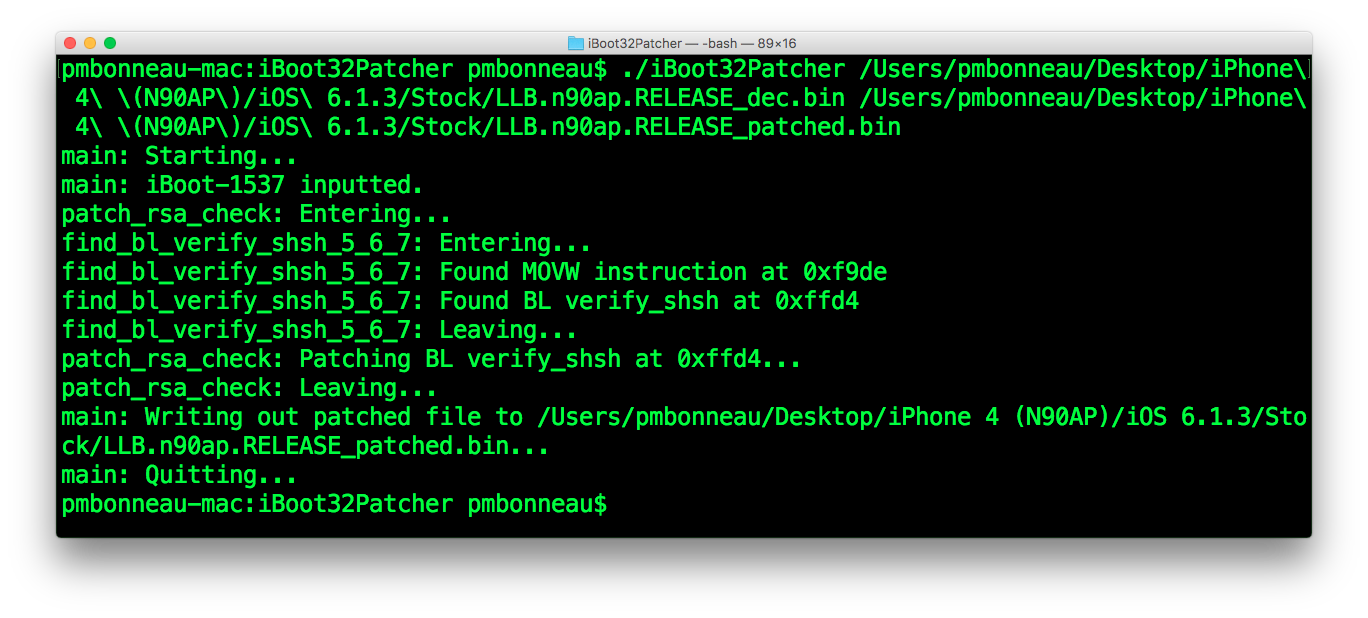 iBoot32Patcher — -bash — 89×16
pmbonneau-mac:iBoot32Patcher pmbonneau$ ./iBoot32Patcher /Users/pmbonneau/Desktop/iPhone\
4\ \(N90AP\)/iOS\ 6.1.3/Stock/LLB.n90ap.RELEASE_dec.bin /Users/pmbonneau/Desktop/iPhone\
4\ \(N90AP\)/iOS\ 6.1.3/Stock/LLB.n90ap.RELEASE_patched.bin
main: Starting...
main: iBoot-1537 inputted.
patch_rsa_check: Entering...
find_bl_verify_shsh_5_6_7: Entering...
find_bl_verify_shsh_5_6_7: Found MOVW instruction at 0xf9de
find_bl_verify_shsh_5_6_7: Found BL verify_shsh at 0xffd4
find_bl_verify_shsh_5_6_7: Leaving...
patch_rsa_check: Patching BL verify_shsh at 0xffd4...
patch_rsa_check: Leaving...
main: Writing out patched file to /Users/pmbonneau/Desktop/iPhone 4 (N90AP)/iOS 6.1.3/Sto
ck/LLB.n90ap.RELEASE_patched.bin...
main: Quitting...
pmbonneau-mac:iBoot32Patcher pmbonneau$